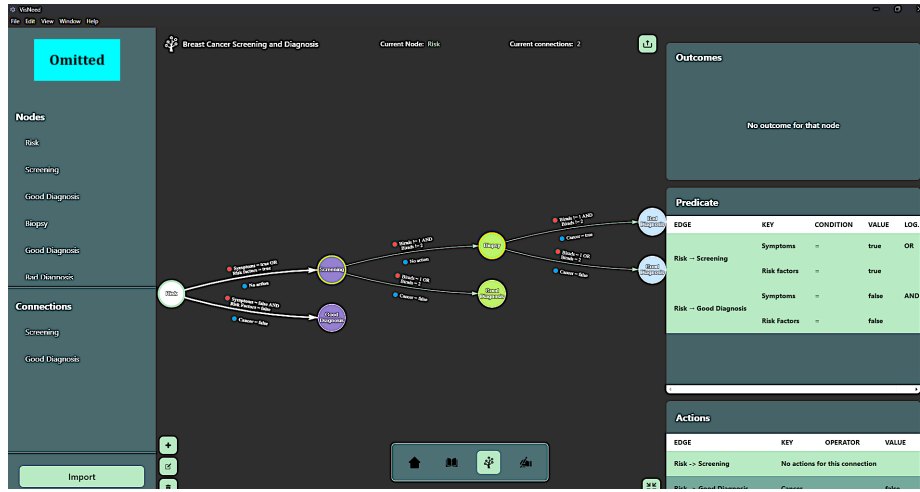 VisNeed
File Edit View Window Help
Omitted
Nodes
Risk
Screening
Good Diagnosis
Biopsy
Good Diagnosis
Bad Diagnosis
Connections
Screening
Good Diagnosis
Import
Breast Cancer Screening and Diagnosis
Current Node: Risk
Current connections: 2
Risk
Symptoms = true OR
Risk factors = true
No action
Symptoms = false AND
Risk Factors = false
Cancer = false
Screening
Good
Diagnosis
Birads != 1 AND
Birads != 2
No action
Birads = 1 OR
Birads = 2
Cancer = false
Biopsy
Good
Diagnosis
Birads != 1 AND
Birads != 2
Cancer = true
Birads = 1 OR
Birads = 2
Cancer = false
Bad
Diagnosis
Good
Diagnosis
Outcomes
No outcome for that node
Predicate
EDGE KEY CONDITION VALUE LOG.
Symptoms = true OR
Risk → Screening
Risk factors = true
Symptoms = false AND
Risk → Good Diagnosis
Risk Factors = false
Actions
EDGE KEY OPERATOR VALUE
Risk -> Screening No actions for this connection
Risk -> Good Diagnosis Cancer false